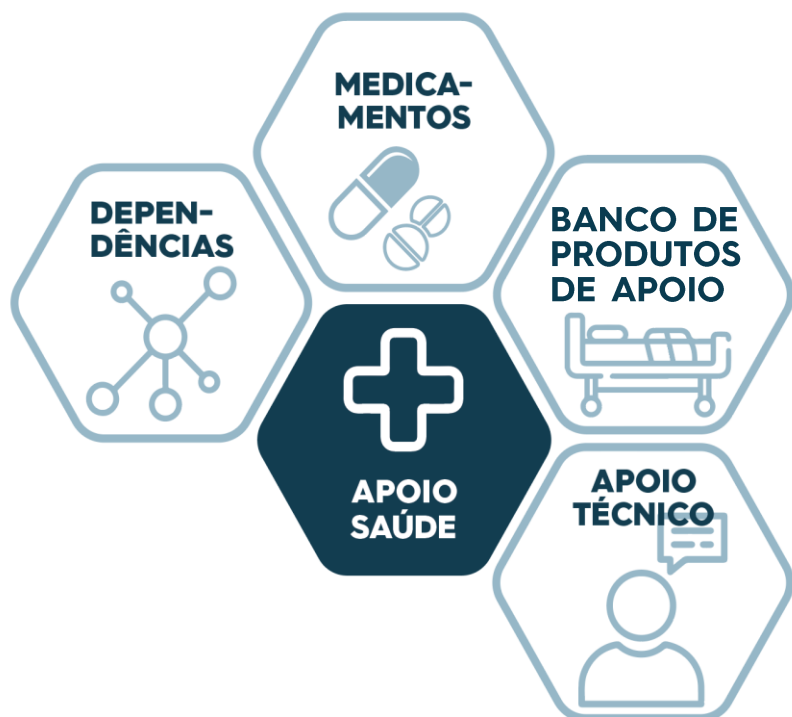 MEDICA-
MENTOS
DEPEN-
DÊNCIAS
BANCO DE
PRODUTOS
DE APOIO
APOIO
SAÚDE
APOIO
TÉCNICO